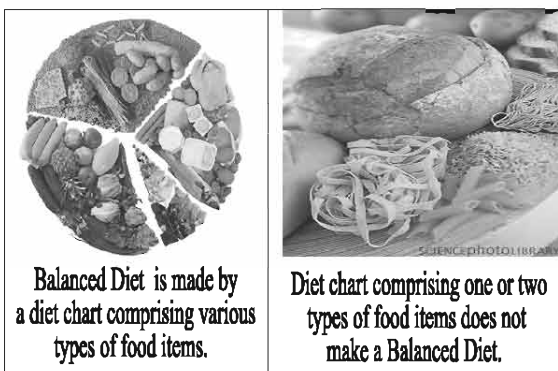 SCIENCEPHOTOLIBRARY
Balanced Diet is made by
a diet chart comprising various
types of food items.
Diet chart comprising one or two
types of food items does not
make a Balanced Diet.